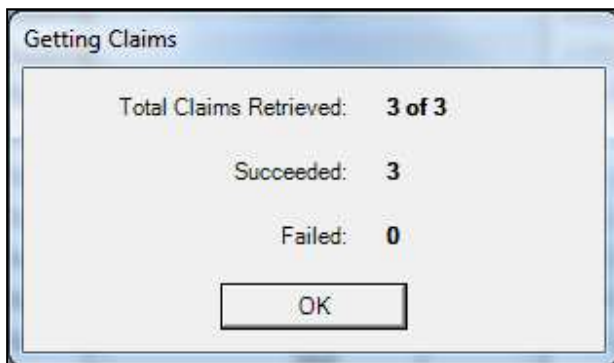 Getting Claims
Total Claims Retrieved: 3 of 3
Succeeded: 3
Failed: 0
OK